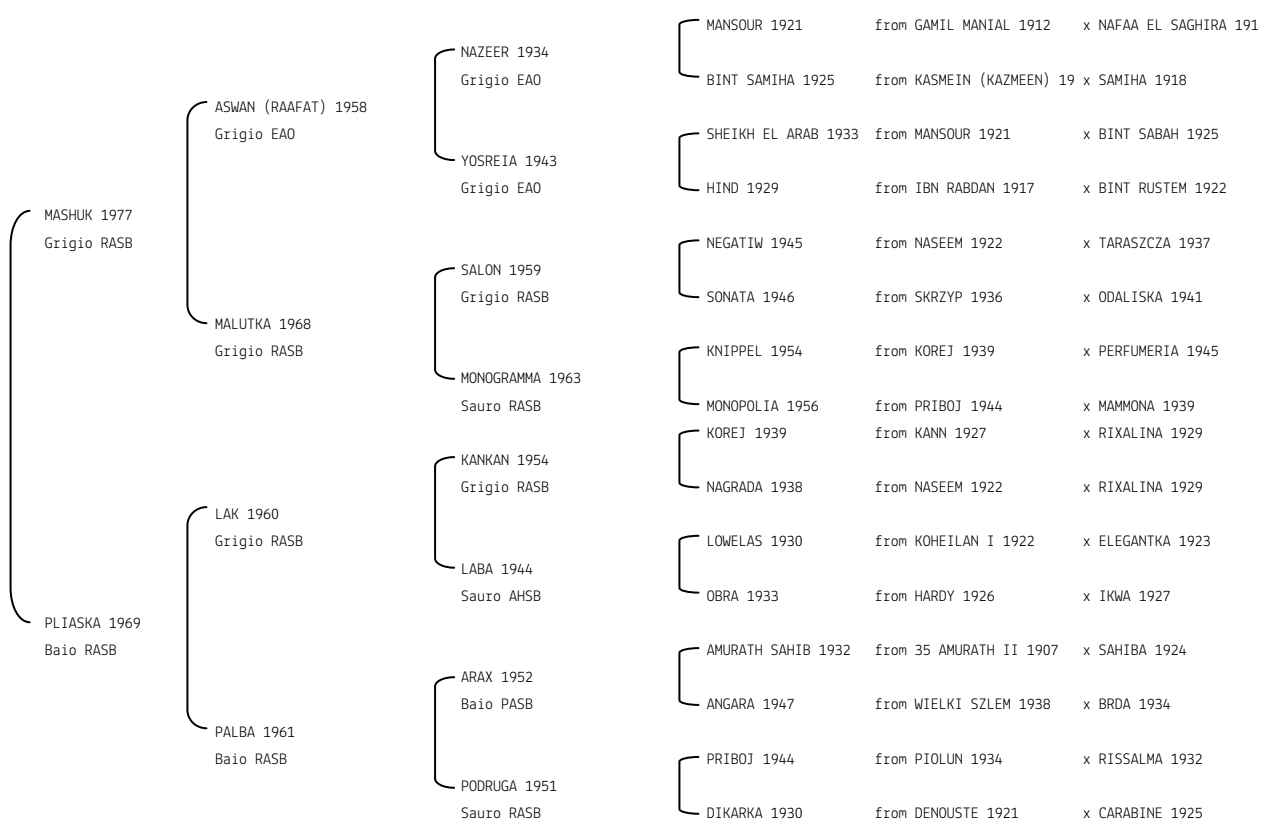 MANSOUR 1921 from GAMIL MANIAL 1912 x NAFAA EL SAGHIRA 191
NAZEER 1934
Grigio EAO BINT SAMIHA 1925 from KASMEIN (KAZMEEN) 19 x SAMIHA 1918
ASWAN (RAAFAT) 1958
Grigio EAO SHEIKH EL ARAB 1933 from MANSOUR 1921 x BINT SABAH 1925
YOSREIA 1943
Grigio EAO HIND 1929 from IBN RABDAN 1917 x BINT RUSTEM 1922
MASHUK 1977
Grigio RASB NEGATIW 1945 from NASEEM 1922 x TARASZCZA 1937
SALON 1959
Grigio RASB SONATA 1946 from SKRZYP 1936 x ODALISKA 1941
MALUTKA 1968
Grigio RASB KNIPPEL 1954 from KOREJ 1939 x PERFUMERIA 1945
MONOGRAMMA 1963
Sauro RASB MONOPOLIA 1956 from PRIBOJ 1944 x MAMMONA 1939
KOREJ 1939 from KANN 1927 x RIXALINA 1929
KANKAN 1954
Grigio RASB NAGRADA 1938 from NASEEM 1922 x RIXALINA 1929
LAK 1960
Grigio RASB LOWELAS 1930 from KOHEILAN I 1922 x ELEGANTKA 1923
LABA 1944
Sauro AHSB OBRA 1933 from HARDY 1926 x IKWA 1927
PLIASKA 1969
Baio RASB AMURATH SAHIB 1932 from 35 AMURATH II 1907 x SAHIBA 1924
ARAX 1952
Baio PASB ANGARA 1947 from WIELKI SZLEM 1938 x BRDA 1934
PALBA 1961
Baio RASB PRIBOJ 1944 from PIOLUN 1934 x RISSALMA 1932
PODRUGA 1951
Sauro RASB DIKARKA 1930 from DENOUSTE 1921 x CARABINE 1925